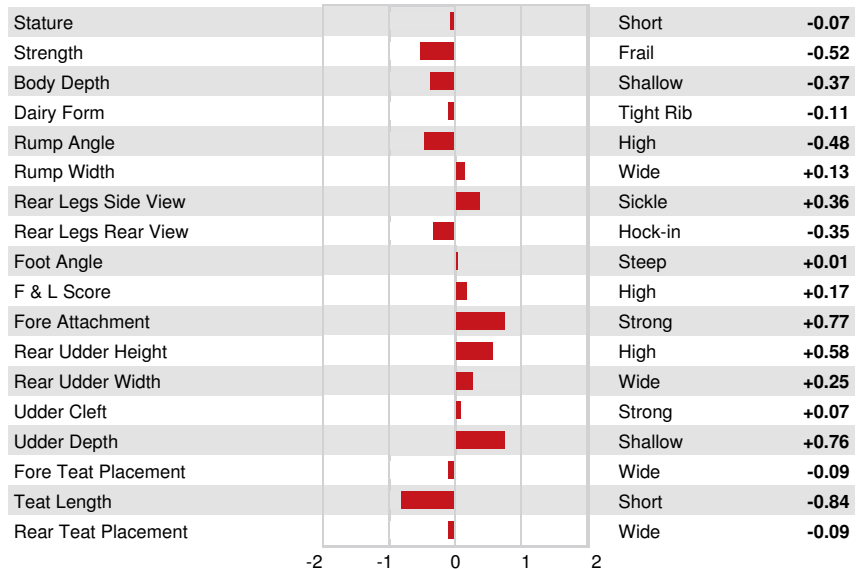 Stature Short -0.07
Strength Frail -0.52
Body Depth Shallow -0.37
Dairy Form Tight Rib -0.11
Rump Angle High -0.48
Rump Width Wide +0.13
Rear Legs Side View Sickle +0.36
Rear Legs Rear View Hock-in -0.35
Foot Angle Steep +0.01
F & L Score High +0.17
Fore Attachment Strong +0.77
Rear Udder Height High +0.58
Rear Udder Width Wide +0.25
Udder Cleft Strong +0.07
Udder Depth Shallow +0.76
Fore Teat Placement Wide -0.09
Teat Length Short -0.84
Rear Teat Placement Wide -0.09
-2 -1 0 1 2